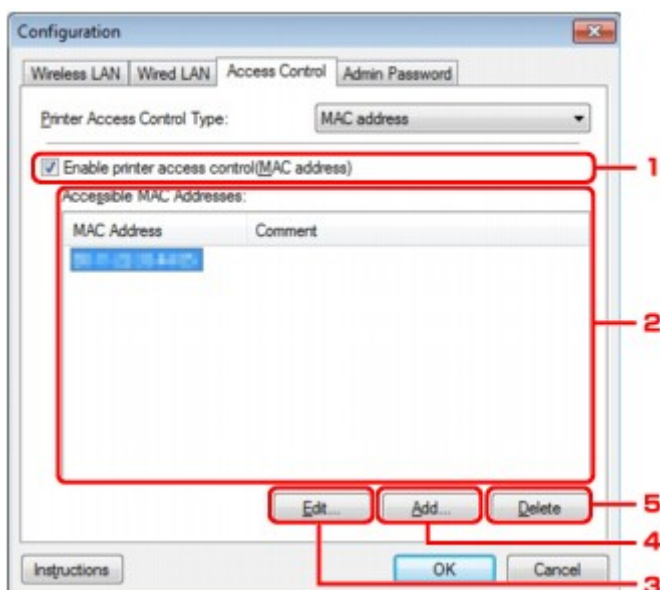 Configuration
Wireless LAN Wired LAN Access Control Admin Password
Printer Access Control Type: MAC address
Enable printer access control(MAC address) 1
Accessible MAC Addresses:
MAC Address Comment
2
Edit... Add... Delete 5
4
Instructions OK Cancel
3